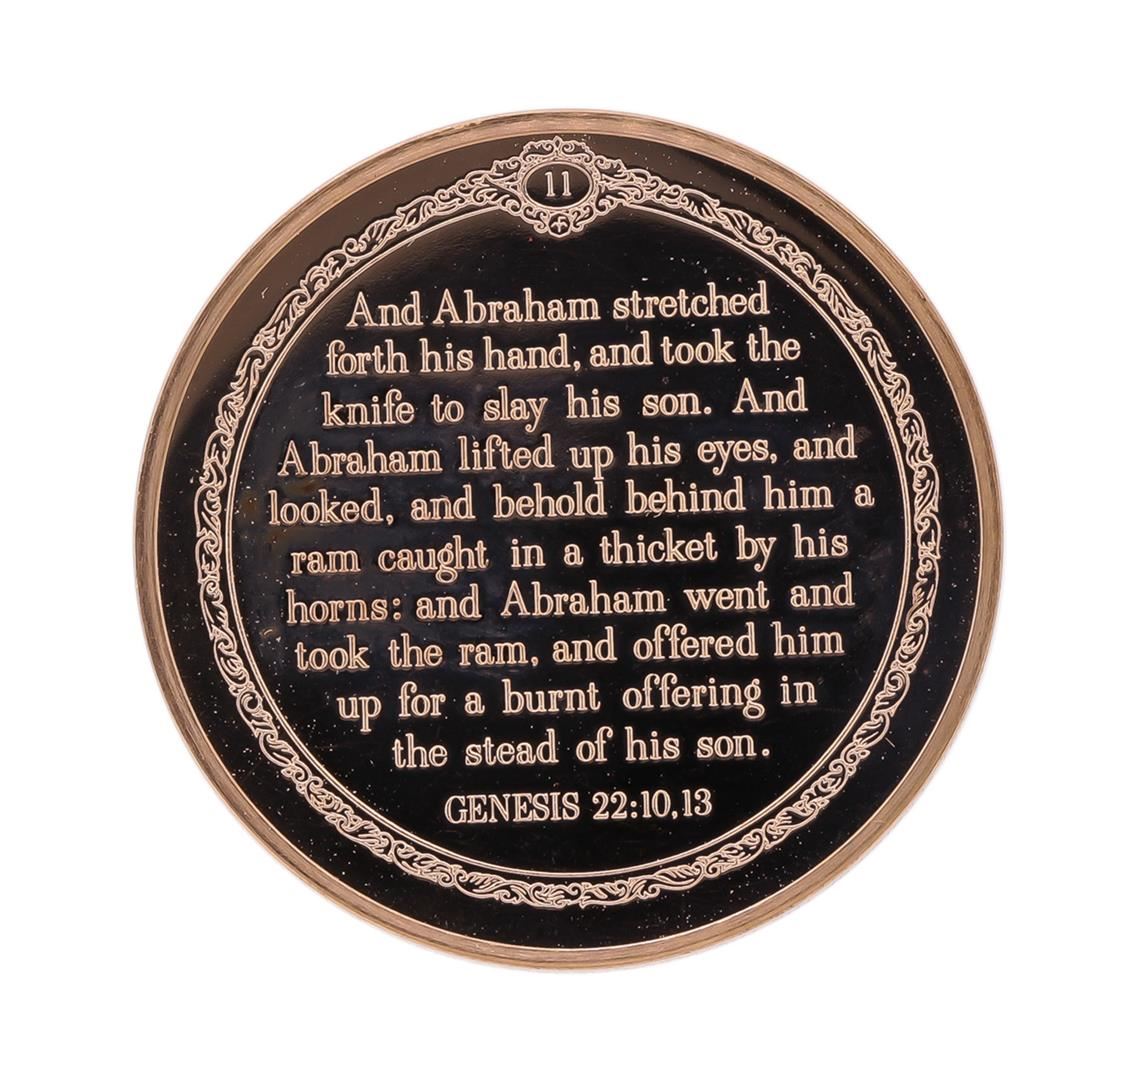 11
And Abraham stretched
forth his hand, and took the
knife to slay his son. And
Abraham lifted up his eyes, and
looked, and behold behind him a
ram caught in a thicket by his
horns: and Abraham went and
took the ram, and offered him
up for a burnt offering in
the stead of his son.
GENESIS 22:10,13